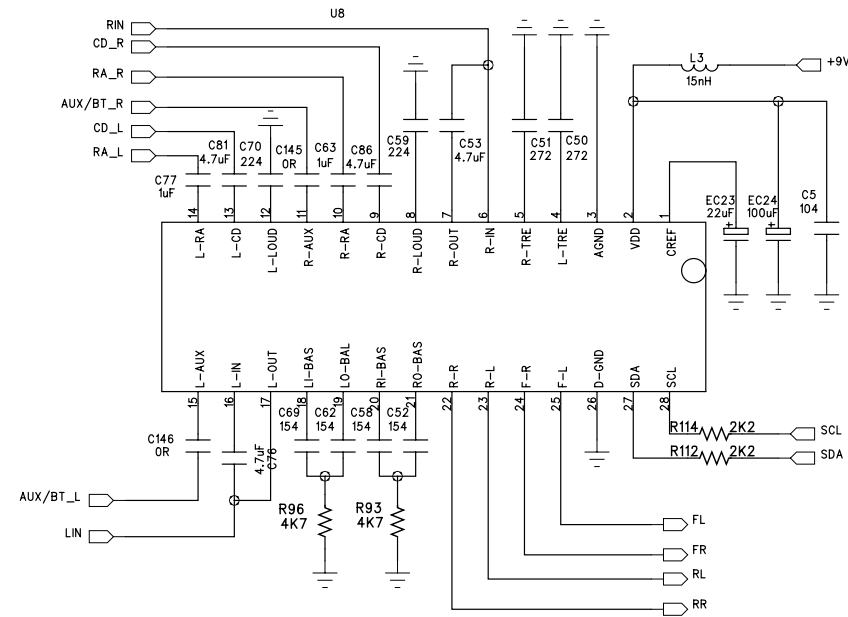 U8
RIN
CD_R
RA_R
AUX/BT_R
CD_L
RA_L
L3
15nH
+9V
C77
1uF
C81
4.7uF
C70
224
C145
0R
C63
1uF
C86
4.7uF
C59
224
C53
4.7uF
C51
272
C50
272
EC23
22uF
+
EC24
100uF
+
C5
104
14
13
12
11
10
9
8
7
6
5
4
3
2
1
L-RA
L-CD
L-LOUD
R-AUX
R-RA
R-CD
R-LOUD
R-OUT
R-IN
R-TRE
L-TRE
AGND
VDD
CREF
L-AUX
L-IN
L-OUT
LI-BAS
LO-BAL
RI-BAS
RO-BAS
R-R
R-L
F-R
F-L
D-GND
SDA
SCL
15
16
17
18
19
20
21
22
23
24
25
26
27
28
C146
0R
4.7uF
C76
C69
154
C62
154
C58
154
C52
154
R114
2K2
SCL
R112
2K2
SDA
AUX/BT_L
LIN
R96
4K7
R93
4K7
FL
FR
RL
RR